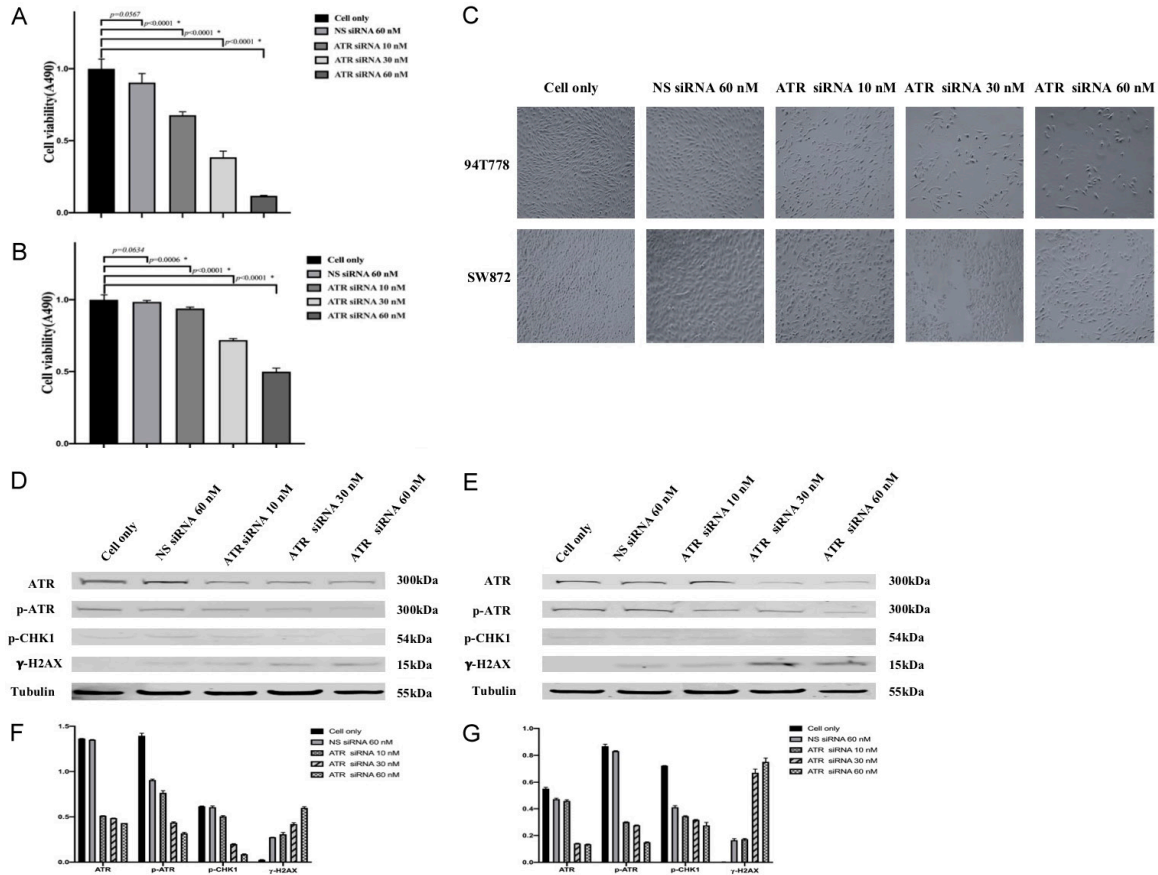 A
p=0.0567
p<0.0001 *
p<0.0001 *
p<0.0001 *
Cell only
NS siRNA 60 nM
ATR siRNA 10 nM
ATR siRNA 30 nM
ATR siRNA 60 nM
Cell viability(A490)
1.0
0.5
0.0
B
p=0.0634
p=0.0006 *
p<0.0001 *
p<0.0001 *
Cell only
NS siRNA 60 nM
ATR siRNA 10 nM
ATR siRNA 30 nM
ATR siRNA 60 nM
Cell viability(A490)
1.0
0.5
0.0
C
Cell only NS siRNA 60 nM ATR siRNA 10 nM ATR siRNA 30 nM ATR siRNA 60 nM
94T778
SW872
D
Cell only
NS siRNA 60 nM
ATR siRNA 10 nM
ATR siRNA 30 nM
ATR siRNA 60 nM
ATR 300kDa
p-ATR 300kDa
p-CHK1 54kDa
γ-H2AX 15kDa
Tubulin 55kDa
E
Cell only
NS siRNA 60 nM
ATR siRNA 10 nM
ATR siRNA 30 nM
ATR siRNA 60 nM
ATR 300kDa
p-ATR 300kDa
p-CHK1 54kDa
γ-H2AX 15kDa
Tubulin 55kDa
F
1.5
1.0
0.5
0.0
ATR p-ATR p-CHK1 γ-H2AX
Cell only
NS siRNA 60 nM
ATR siRNA 10 nM
ATR siRNA 30 nM
ATR siRNA 60 nM
G
1.0
0.8
0.6
0.4
0.2
0.0
ATR p-ATR p-CHK1 γ-H2AX
Cell only
NS siRNA 60 nM
ATR siRNA 10 nM
ATR siRNA 30 nM
ATR siRNA 60 nM